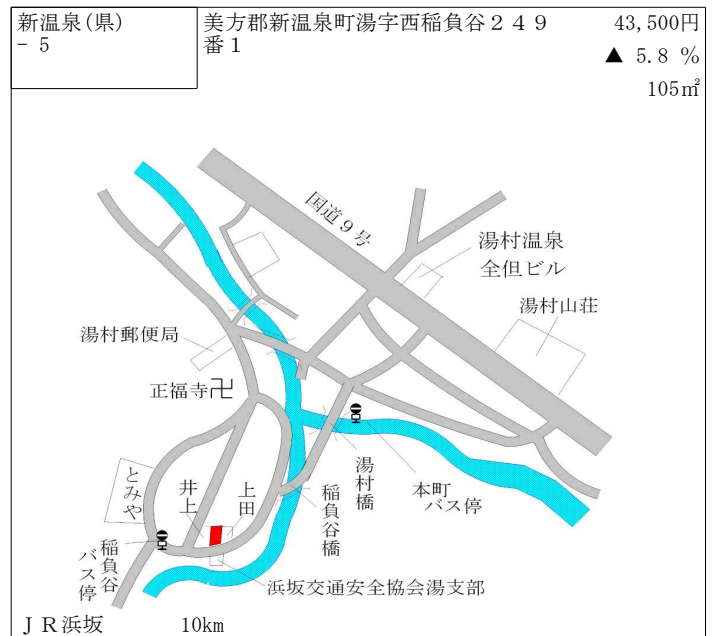 新温泉(県)
－5
美方郡新温泉町湯字西稲負谷２４９
番１
43,500円
▲ 5.8 %
105㎡
国道９号
湯村温泉
全但ビル
湯村山荘
湯村郵便局
正福寺卍
とみや
井上
上田
稲負谷橋
湯村橋
本町
バス停
稲負谷
バス停
浜坂交通安全協会湯支部
ＪＲ浜坂 10km